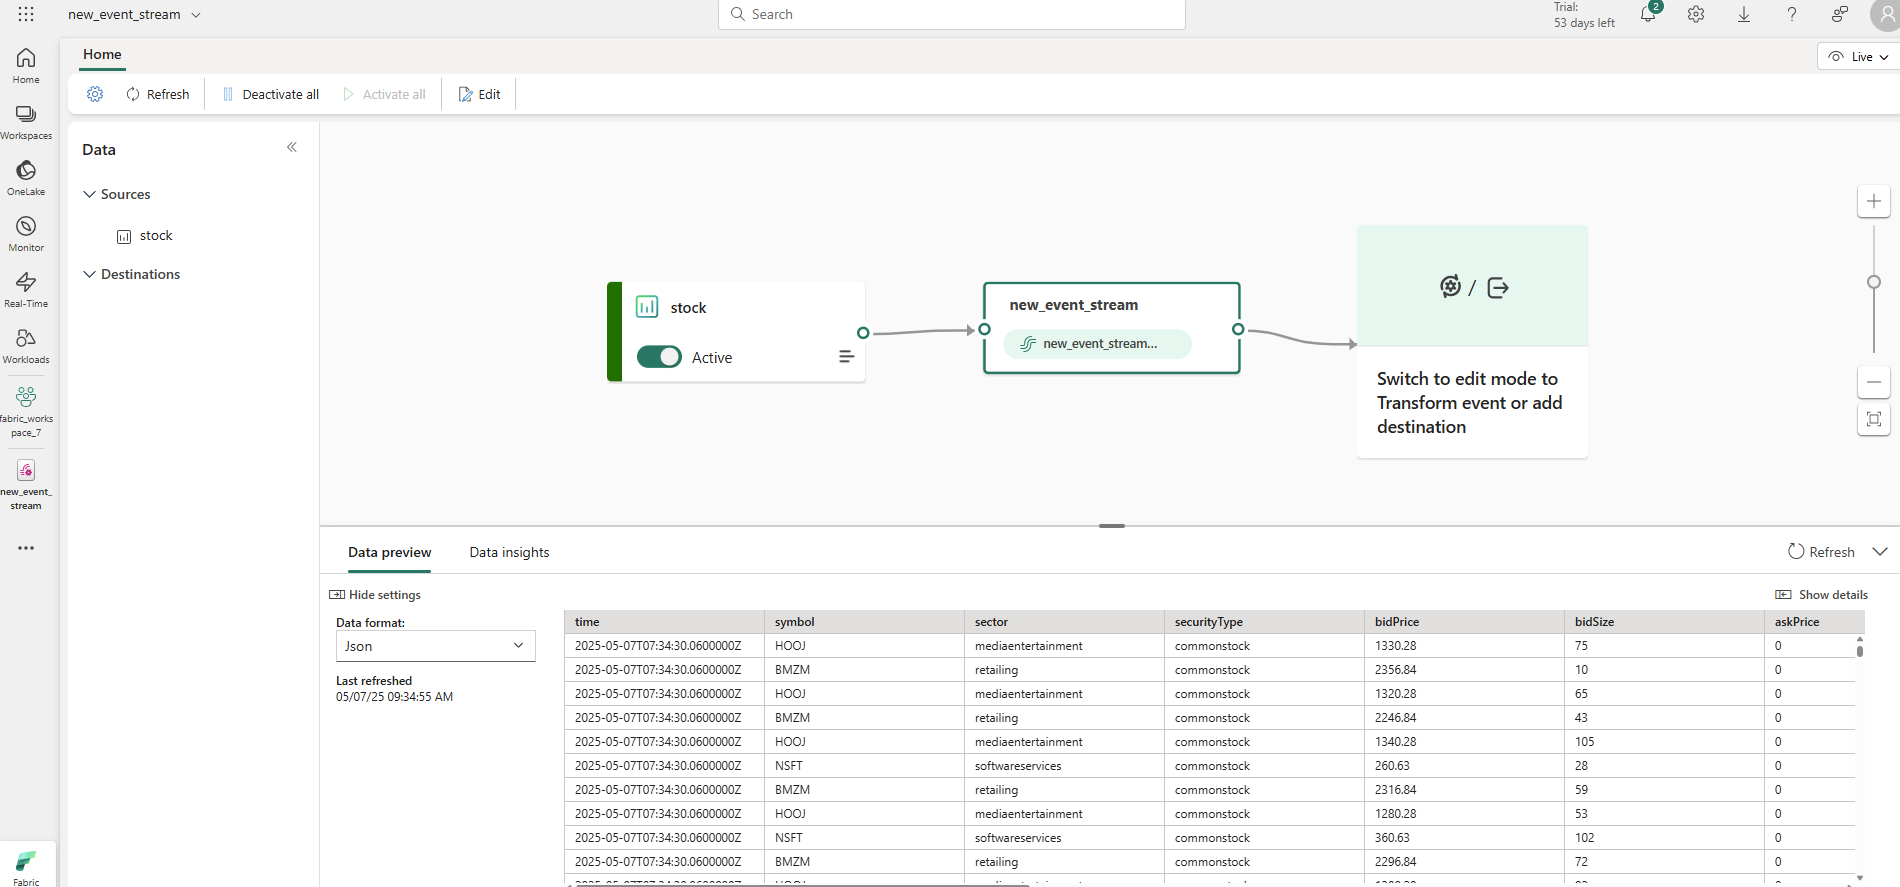 new_event_stream
Search
Trial:
53 days left
2
Home
Live
Refresh
Deactivate all
Activate all
Edit
Home
Workspaces
OneLake
Monitor
Real-Time
Workloads
fabric_works
pace_7
new_event_
stream
Fabric
Data
Sources
stock
Destinations
stock
Active
new_event_stream
new_event_stream...
Switch to edit mode to
Transform event or add
destination
Data preview
Data insights
Refresh
Hide settings
Show details
Data format:
Json
Last refreshed
05/07/25 09:34:55 AM
time symbol sector securityType bidPrice bidSize askPrice
2025-05-07T07:34:30.0600000Z HOOJ mediaentertainment commonstock 1330.28 75 0
2025-05-07T07:34:30.0600000Z BMZM retailing commonstock 2356.84 10 0
2025-05-07T07:34:30.0600000Z HOOJ mediaentertainment commonstock 1320.28 65 0
2025-05-07T07:34:30.0600000Z BMZM retailing commonstock 2246.84 43 0
2025-05-07T07:34:30.0600000Z HOOJ mediaentertainment commonstock 1340.28 105 0
2025-05-07T07:34:30.0600000Z NSFT softwareservices commonstock 260.63 28 0
2025-05-07T07:34:30.0600000Z BMZM retailing commonstock 2316.84 59 0
2025-05-07T07:34:30.0600000Z HOOJ mediaentertainment commonstock 1280.28 53 0
2025-05-07T07:34:30.0600000Z NSFT softwareservices commonstock 360.63 102 0
2025-05-07T07:34:30.0600000Z BMZM retailing commonstock 2296.84 72 0